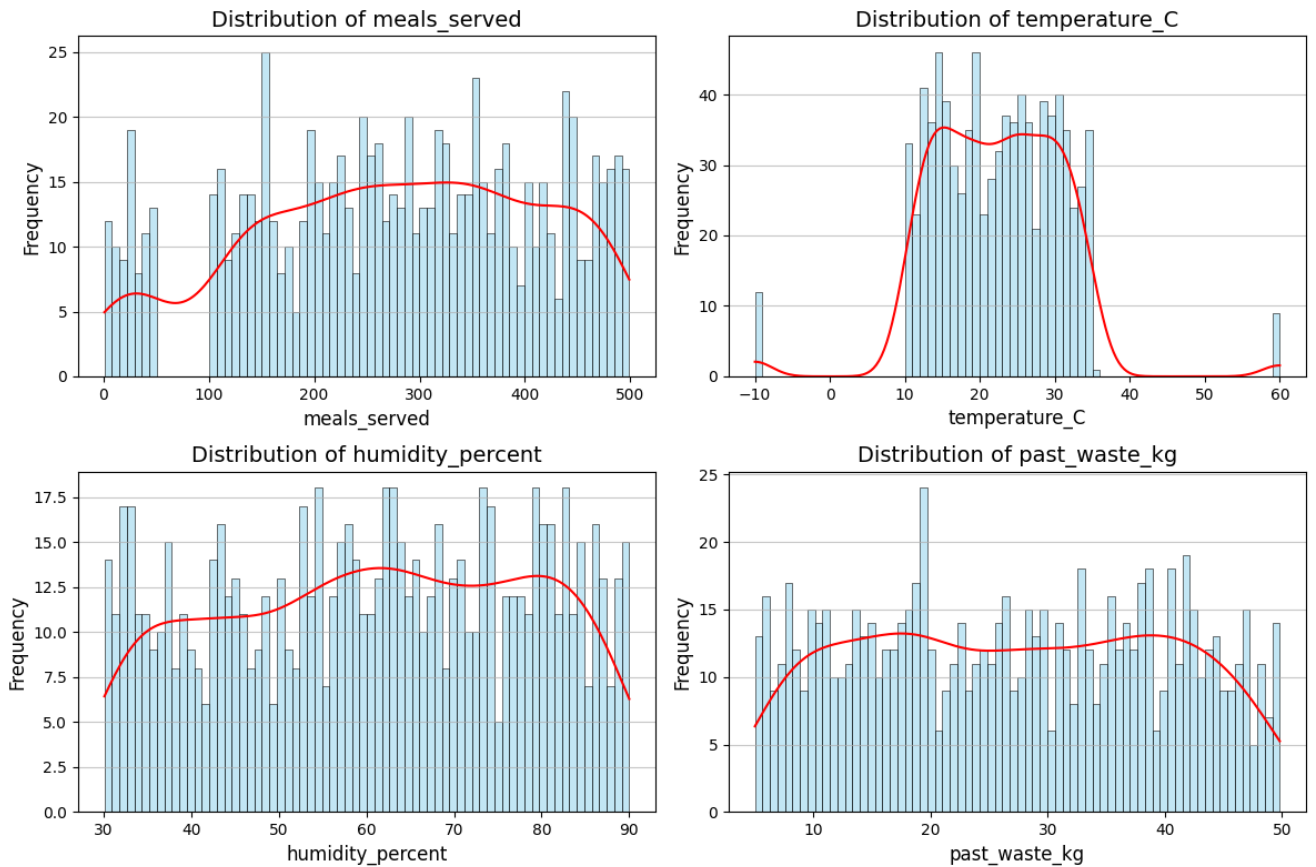 Distribution of meals_served
Frequency
25
20
15
10
5
0
0 100 200 300 400 500
meals_served
Distribution of temperature_C
Frequency
40
30
20
10
0
−10 0 10 20 30 40 50 60
temperature_C
Distribution of humidity_percent
Frequency
17.5
15.0
12.5
10.0
7.5
5.0
2.5
0.0
30 40 50 60 70 80 90
humidity_percent
Distribution of past_waste_kg
Frequency
25
20
15
10
5
0
10 20 30 40 50
past_waste_kg